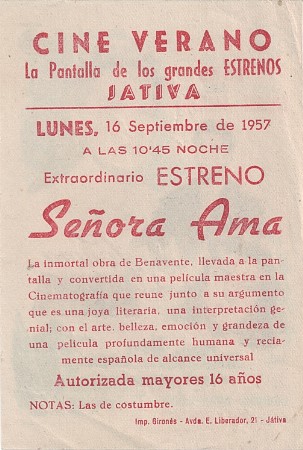 CINE VERANO
La Pantalla de los grandes ESTRENOS
JATIVA
LUNES, 16 Septiembre de 1957
A LAS 10'45 NOCHE
Extraordinario ESTRENO
Señora Ama
La inmortal obra de Benavente, llevada a la pan-
talla y convertida en una película maestra en la
Cinematografía que reune junto a su argumento
que es una joya literaria, una interpretación ge-
nial; con el arte, belleza, emoción y grandeza de
una película profundamente humana y recia-
mente española de alcance universal
Autorizada mayores 16 años
NOTAS: Las de costumbre.
Imp. Gironés - Avda. E. Liberador, 21 - Játiva